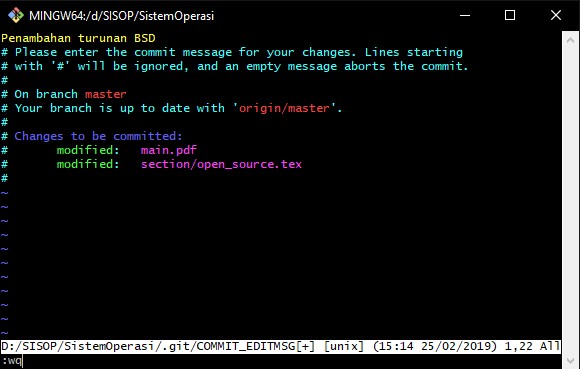 MINGW64:/d/SISOP/SistemOperasi
Penambahan turunan BSD
# Please enter the commit message for your changes. Lines starting
# with '#' will be ignored, and an empty message aborts the commit.
#
# On branch master
# Your branch is up to date with 'origin/master'.
#
# Changes to be committed:
#       modified:   main.pdf
#       modified:   section/open_source.tex
#
~
~
~
~
~
~
~
~
~
~
~
D:/SISOP/SistemOperasi/.git/COMMIT_EDITMSG[+] [unix] (15:14 25/02/2019) 1,22 All
:wq